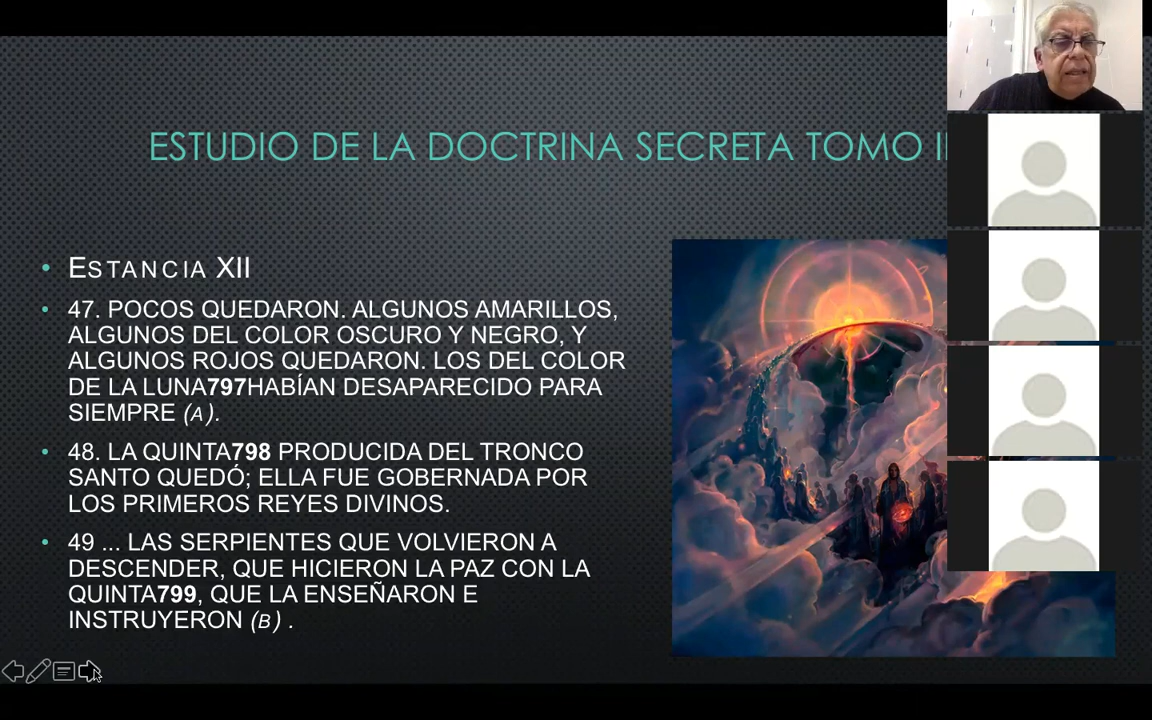 ESTUDIO DE LA DOCTRINA SECRETA TOMO
ESTANCIA XII
47. POCOS QUEDARON. ALGUNOS AMARILLOS,
ALGUNOS DEL COLOR OSCURO Y NEGRO, Y
ALGUNOS ROJOS QUEDARON. LOS DEL COLOR
DE LA LUNA797HABÍAN DESAPARECIDO PARA
SIEMPRE (A).
48. LA QUINTA798 PRODUCIDA DEL TRONCO
SANTO QUEDÓ; ELLA FUE GOBERNADA POR
LOS PRIMEROS REYES DIVINOS.
49 ... LAS SERPIENTES QUE VOLVIERON A
DESCENDER, QUE HICIERON LA PAZ CON LA
QUINTA799, QUE LA ENSEÑARON E
INSTRUYERON (B) .